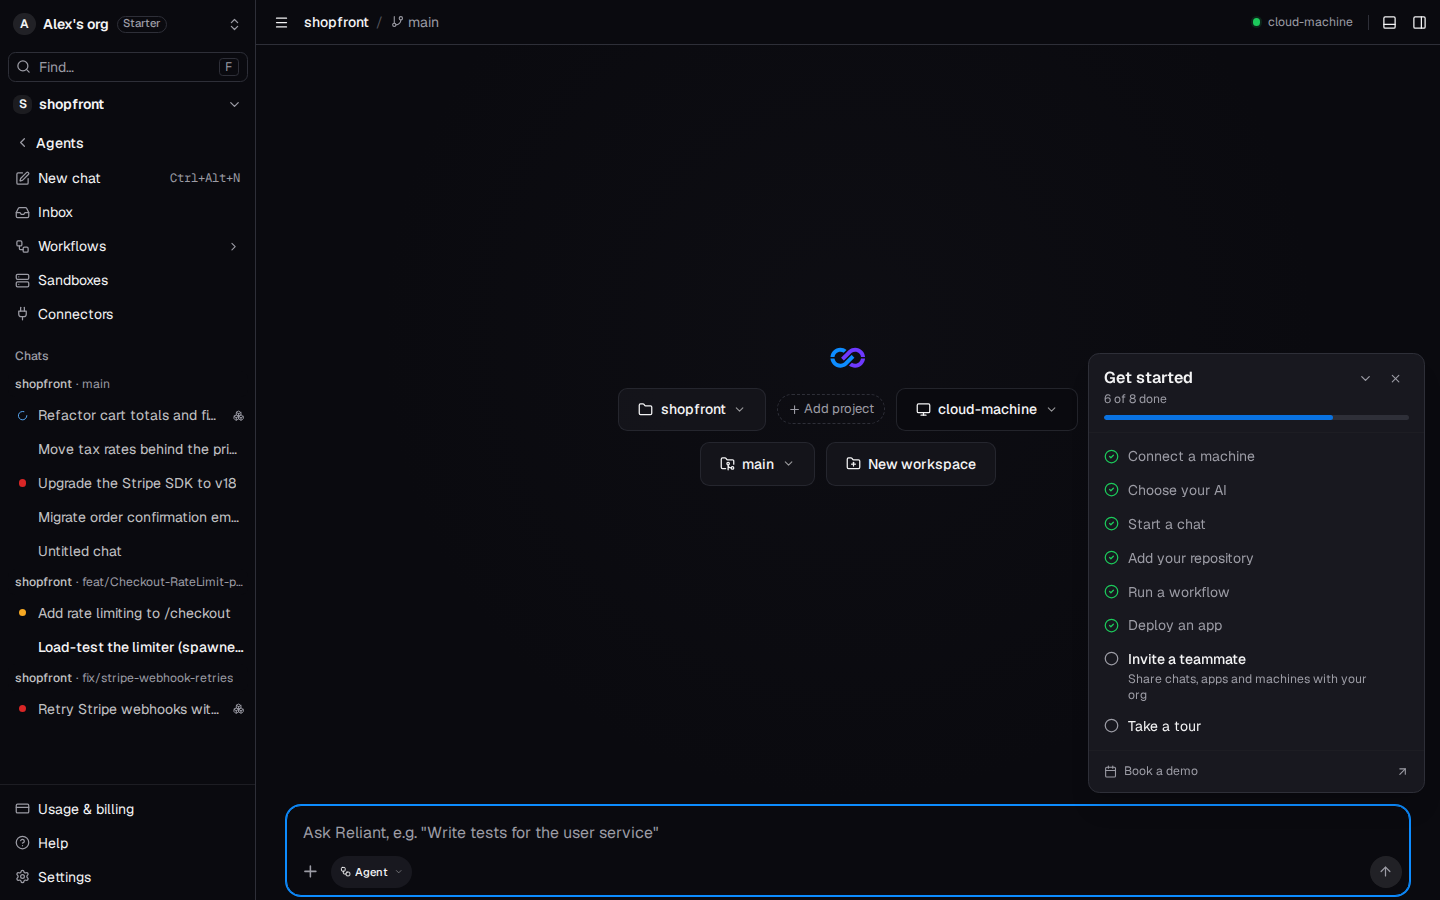 A Alex's org Starter
Find... F
S shopfront
Agents
New chat Ctrl+Alt+N
Inbox
Workflows
Sandboxes
Connectors
Chats
shopfront · main
Refactor cart totals and fi...
Move tax rates behind the pri...
Upgrade the Stripe SDK to v18
Migrate order confirmation em...
Untitled chat
shopfront · feat/Checkout-RateLimit-p...
Add rate limiting to /checkout
Load-test the limiter (spawne...
shopfront · fix/stripe-webhook-retries
Retry Stripe webhooks wit...
Usage & billing
Help
Settings
shopfront / main
cloud-machine
shopfront
Add project
cloud-machine
main
New workspace
Get started
6 of 8 done
Connect a machine
Choose your AI
Start a chat
Add your repository
Run a workflow
Deploy an app
Invite a teammate
Share chats, apps and machines with your
org
Take a tour
Book a demo
Ask Reliant, e.g. "Write tests for the user service"
Agent